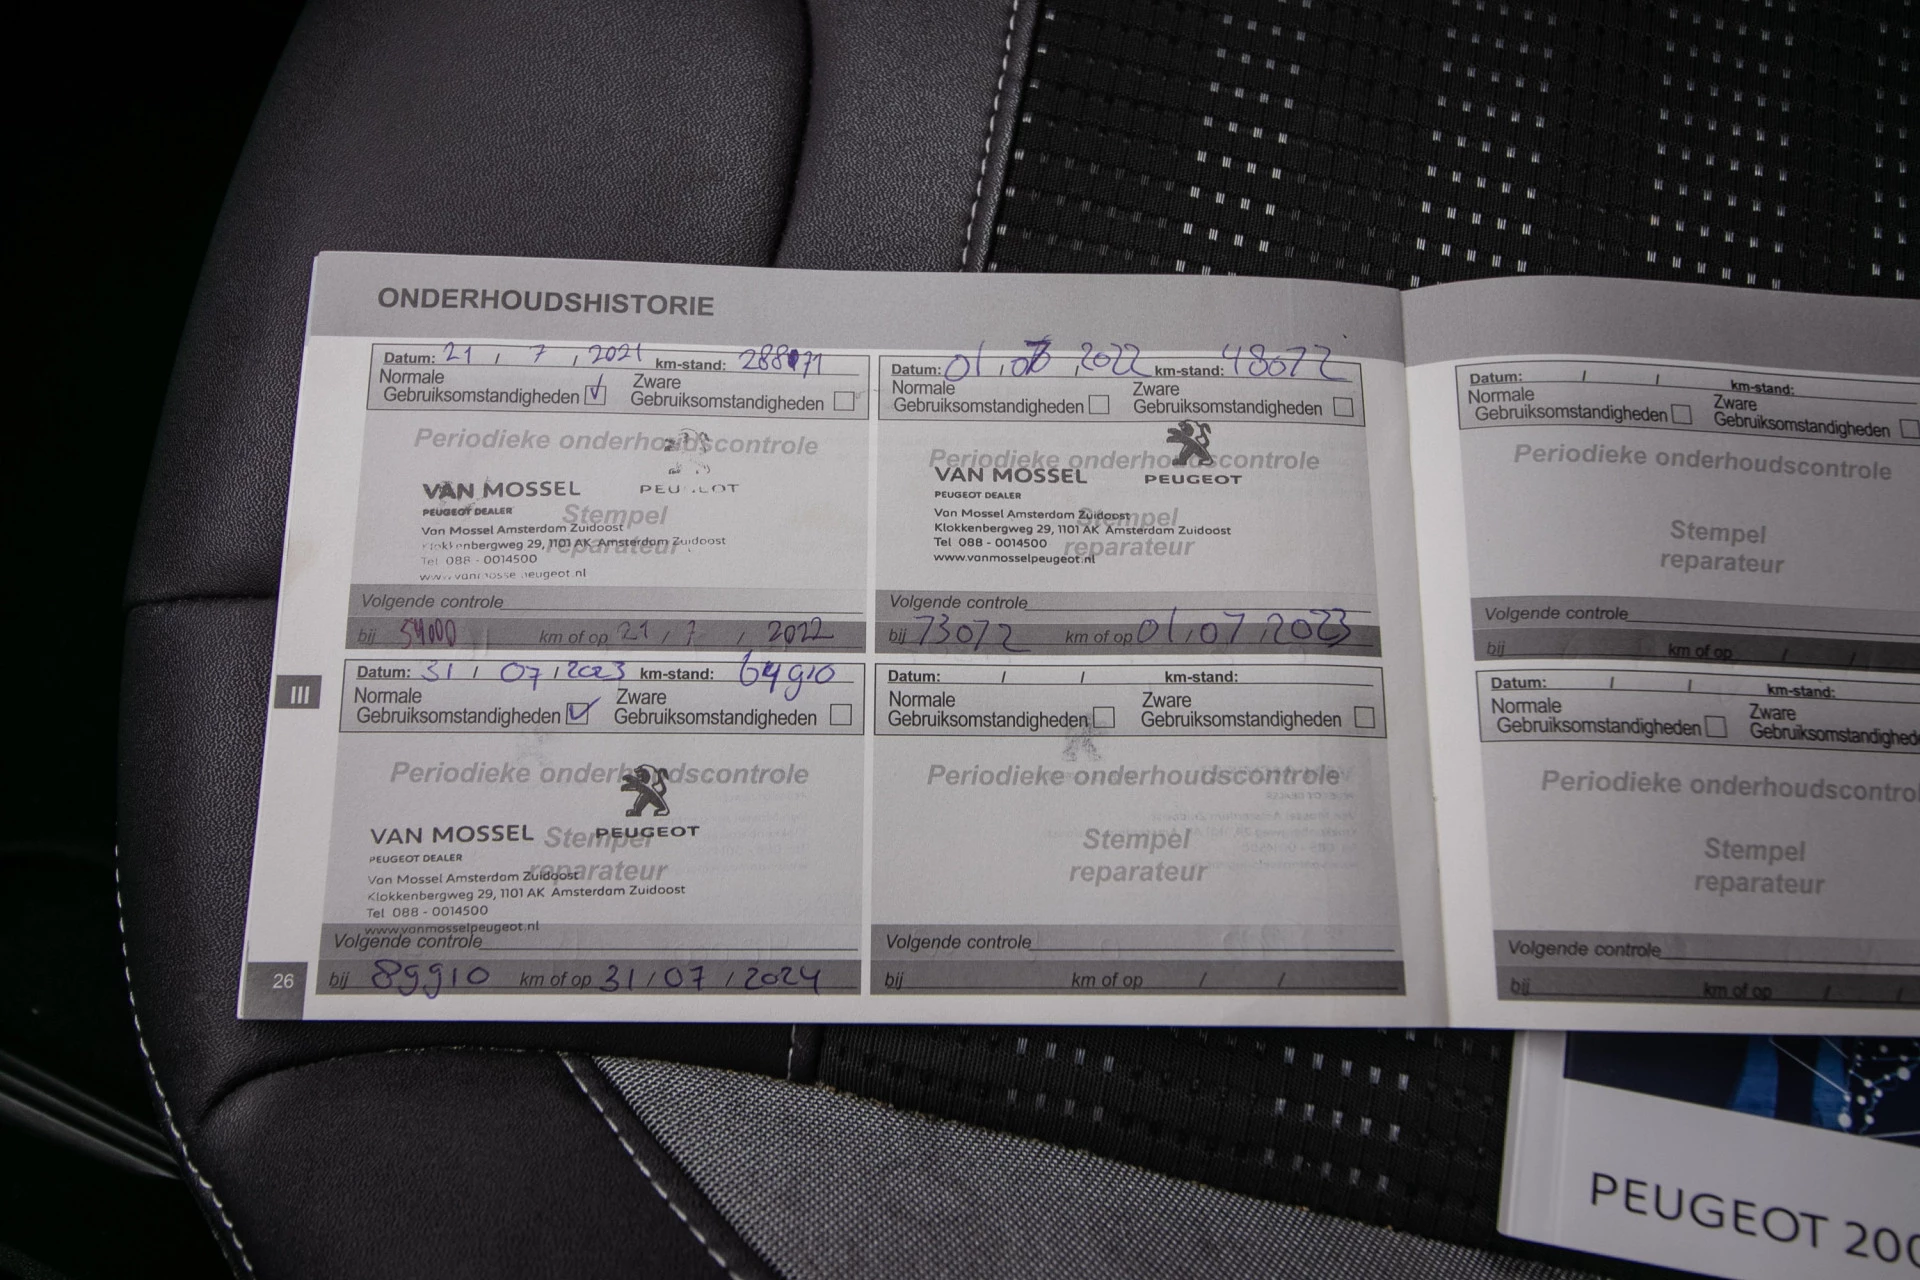 ONDERHOUDSHISTORIE
Datum: 21 / 7 / 2021 km-stand:
Normale
Gebruiksomstandigheden
Zware
Gebruiksomstandigheden
Periodieke onderhoudscontrole
VAN MOSSEL
PEUGEOT DEALER
Stempel
reparateur
Van Mossel Amsterdam Zuidoost
Klokkenbergweg 29, 1101 AK Amsterdam Zuidoost
Tel 088 - 0014500
Volgende controle
bij 54000 km of op 21 / 7 / 2022
Datum: 01 / 07 / 2022 km-stand: 48072
Normale
Gebruiksomstandigheden
Zware
Gebruiksomstandigheden
Periodieke onderhoudscontrole
VAN MOSSEL
PEUGEOT
PEUGEOT DEALER
Stempel
reparateur
Van Mossel Amsterdam Zuidoost
Klokkenbergweg 29, 1101 AK Amsterdam Zuidoost
Tel 088 - 0014500
www.vanmosselpeugeot.nl
Volgende controle
bij 73072 km of op 01 / 07 / 2023
III
Datum: 31 / 07 / 2023 km-stand: 64910
Normale
Gebruiksomstandigheden
Zware
Gebruiksomstandigheden
Periodieke onderhoudscontrole
VAN MOSSEL
PEUGEOT
PEUGEOT DEALER
Stempel
reparateur
Van Mossel Amsterdam Zuidoost
Klokkenbergweg 29, 1101 AK Amsterdam Zuidoost
Tel 088 - 0014500
www.vanmosselpeugeot.nl
Volgende controle
bij 89910 km of op 31 / 07 / 2024
Datum: / / km-stand:
Normale
Gebruiksomstandigheden
Zware
Gebruiksomstandigheden
Periodieke onderhoudscontrole
Stempel
reparateur
Volgende controle
bij km of op / /
26
Datum: / / km-stand:
Normale
Gebruiksomstandigheden
Zware
Gebruiksomstandigheden
Periodieke onderhoudscontrole
Stempel
reparateur
Volgende controle
bij km of op / /
Datum: / / km-stand:
Normale
Gebruiksomstandigheden
Zware
Gebruiksomstandighede
Periodieke onderhoudscontrol
Stempel
reparateur
Volgende controle
bij km of op / /
PEUGEOT 200